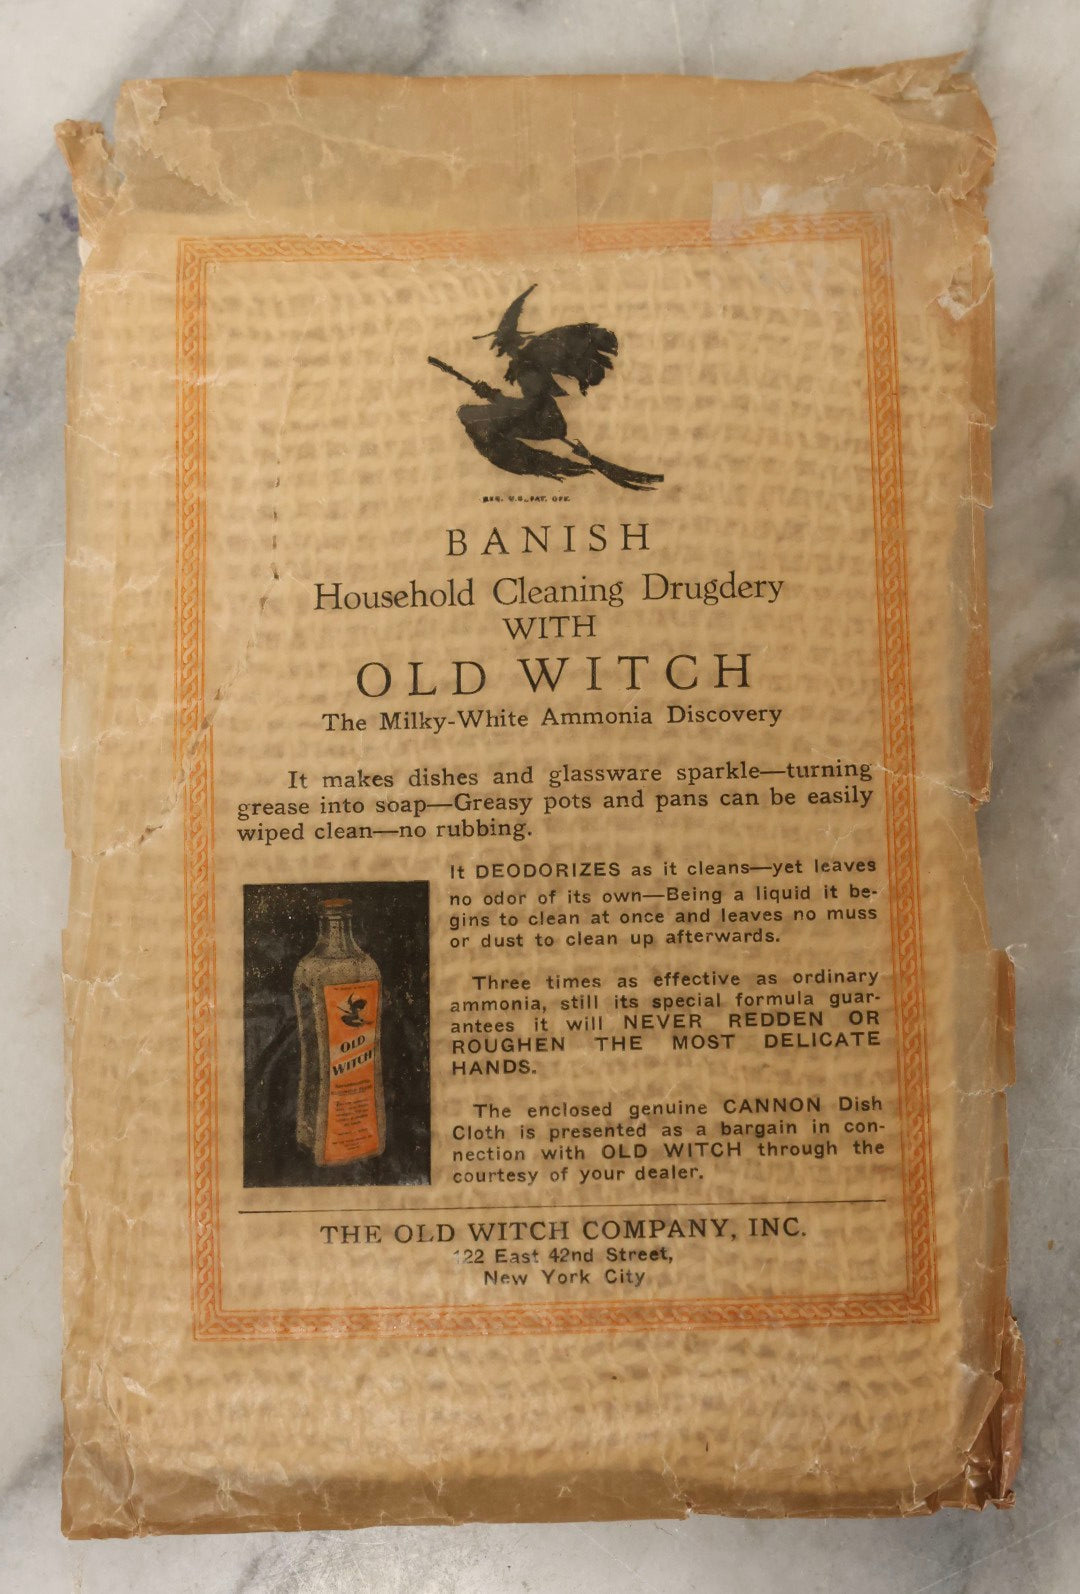 REG. U.S. PAT. OFF.
BANISH
Household Cleaning Drugdery
WITH
OLD WITCH
The Milky-White Ammonia Discovery
It makes dishes and glassware sparkle—turning
grease into soap—Greasy pots and pans can be easily
wiped clean—no rubbing.
It DEODORIZES as it cleans—yet leaves
no odor of its own—Being a liquid it be-
gins to clean at once and leaves no muss
or dust to clean up afterwards.
Three times as effective as ordinary
ammonia, still its special formula guar-
antees it will NEVER REDDEN OR
ROUGHEN THE MOST DELICATE
HANDS.
The enclosed genuine CANNON Dish
Cloth is presented as a bargain in con-
nection with OLD WITCH through the
courtesy of your dealer.
OLD
WITCH
THE OLD WITCH COMPANY, INC.
122 East 42nd Street,
New York City